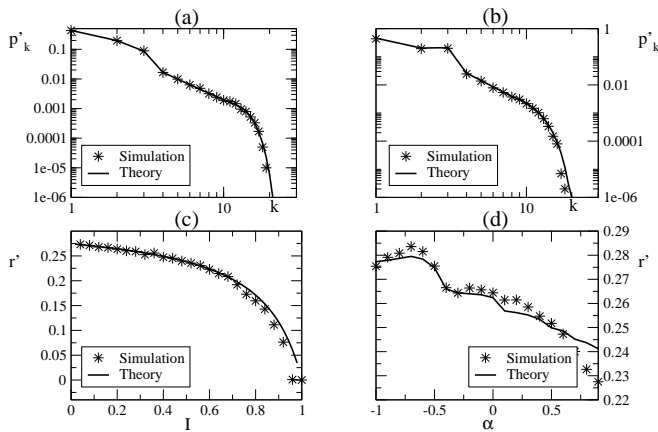 (a)
(b)
p'k
p'k
0.1
0.01
0.001
0.0001
1e-05
1e-06
1
10
k
Simulation
Theory
1
0.01
0.0001
1e-06
1
10
k
Simulation
Theory
(c)
(d)
r'
r'
0.25
0.2
0.15
0.1
0.05
0
0
0.2
0.4
0.6
0.8
1
I
Simulation
Theory
0.29
0.28
0.27
0.26
0.25
0.24
0.23
0.22
-1
-0.5
0
0.5
α
Simulation
Theory